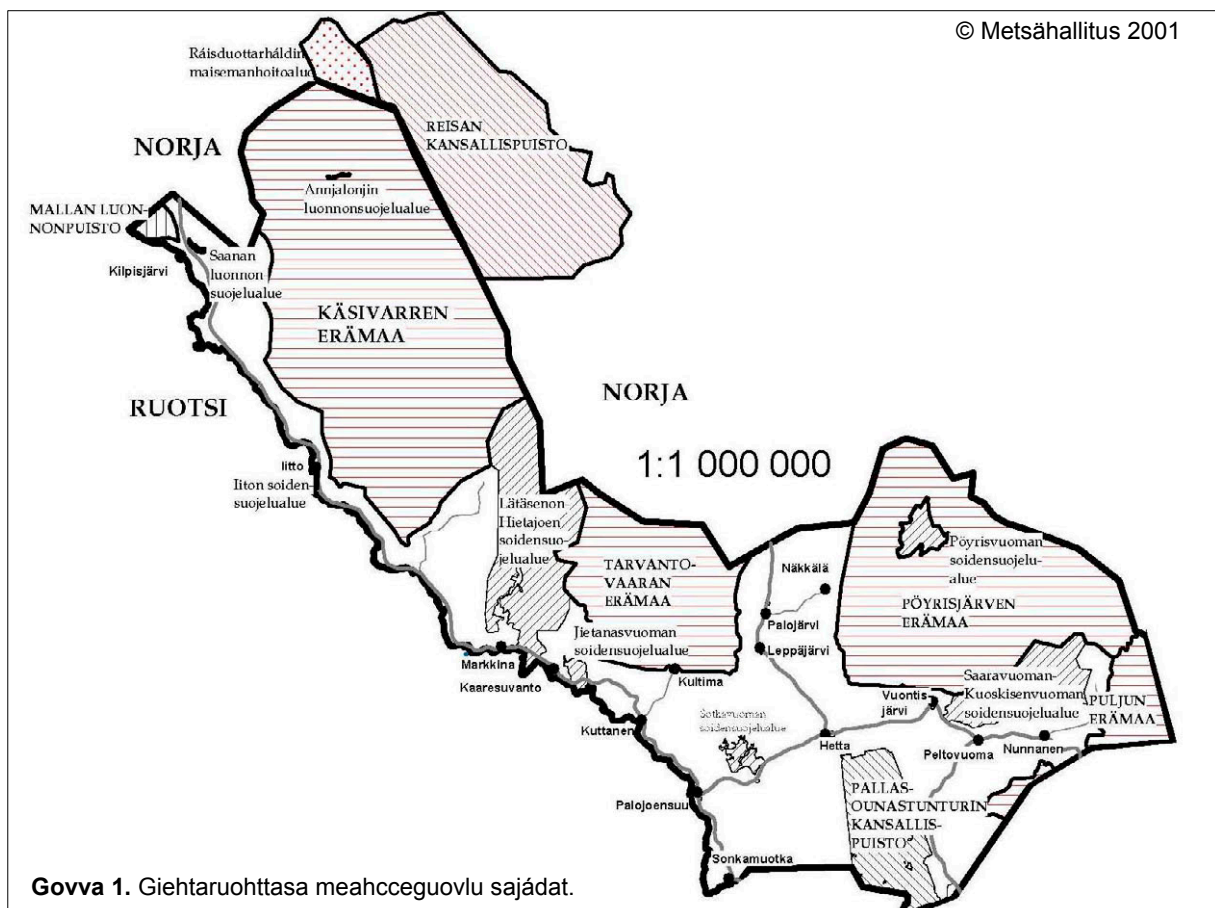 © Metsähallitus 2001
Ráisduottarháldin
maisemanhoitoalue
REISAN
KANSALLISPUISTO
NORJA
Annjalonjin
luonnonsuojelualue
MALLAN LUON-
NONPUISTO
Kilpisjärvi
Saanan
luonnon
suojelualue
KÄSIVARREN
ERÄMAA
NORJA
RUOTSI
1:1 000 000
Iitto
Iiton soiden-
suojelualue
Lätäsenon
Hietajoen
soidensuo-
jelualue
TARVANTO-
VAARAN
ERÄMAA
Näkkälä
Pöyrisvuoman
soidensuojelu-
alue
PÖYRISJÄRVEN
ERÄMAA
Palojärvi
Leppäjärvi
Jietanasvuoman
soidensuojelualue
Markkina
Kaaresuvanto
Kultima
Saaravuoman-
Kuoskisenvuoman
soidensuojelualue
PULJUN
ERÄMAA
Vuontis
järvi
Kuttanen
Sotkavuoman
soidensuojelualue
Hetta
Peltovuoma
Nunnanen
Palojoensuu
PALLAS-
OUNASTUNTURIN
KANSALLIS-
PUISTO
Sonkamuotka
Govva 1. Giehtaruohttasa meahcceguovlu sajádat.